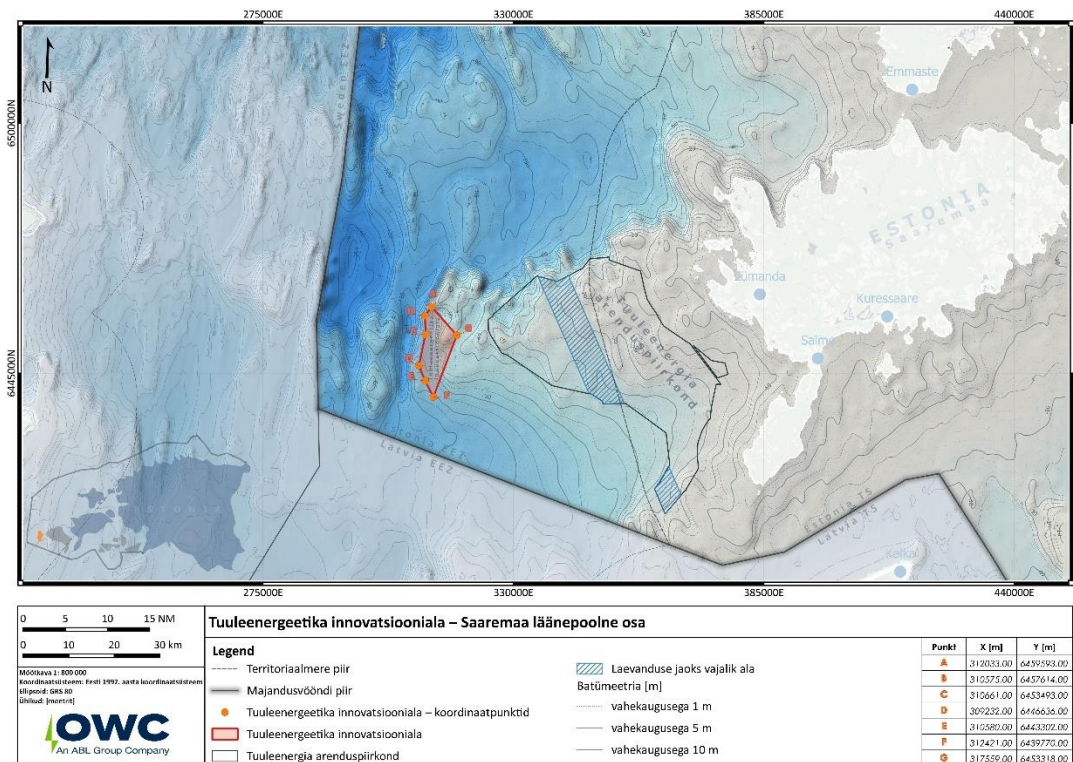 275000E 330000E 385000E 440000E
6500000N
6445000N
N
Emmaste
ESTONIA
Saaremaa
Kuressaare
Salme
Tuuleenergia
arenduspiirkond
A
G
F
Latvia EEZ
Estonia TS
Latvia TS
275000E 330000E 385000E 440000E
0 5 10 15 NM
0 10 20 30 km
Mõõtkava 1: 800 000
Koordinaatsüsteem: Eesti 1997. aasta koordinaatsüsteem
Ellipsoid: GRS 80
Ühikud: [meetrit]
OWC
An ABL Group Company
Tuuleenergeetika innovatsiooniala – Saaremaa läänepoolne osa
Legend
Territoriaalmere piir
Majandusvööndi piir
Tuuleenergeetika innovatsiooniala – koordinaatpunktid
Tuuleenergeetika innovatsiooniala
Tuuleenergia arenduspiirkond
Laevanduse jaoks vajalik ala
Batümeetria [m]
vahekaugusega 1 m
vahekaugusega 5 m
vahekaugusega 10 m
Punkt X [m] Y [m]
A 312033.00 6459593.00
B 310575.00 6457614.00
C 310661.00 6453493.00
D 309232.00 6446636.00
E 310580.00 6443302.00
F 312421.00 6439770.00
G 317559.00 6453318.00